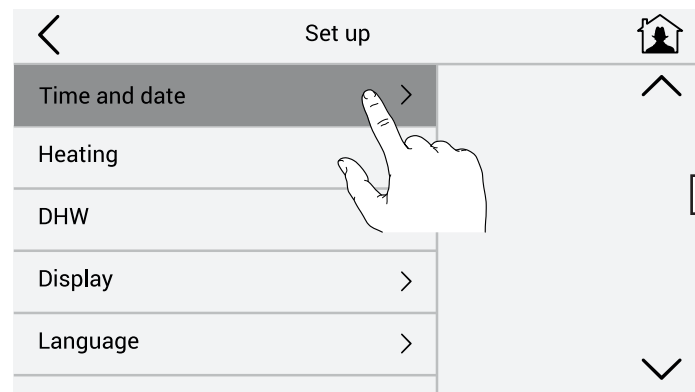 Set up
Time and date
Heating
DHW
Display
Language